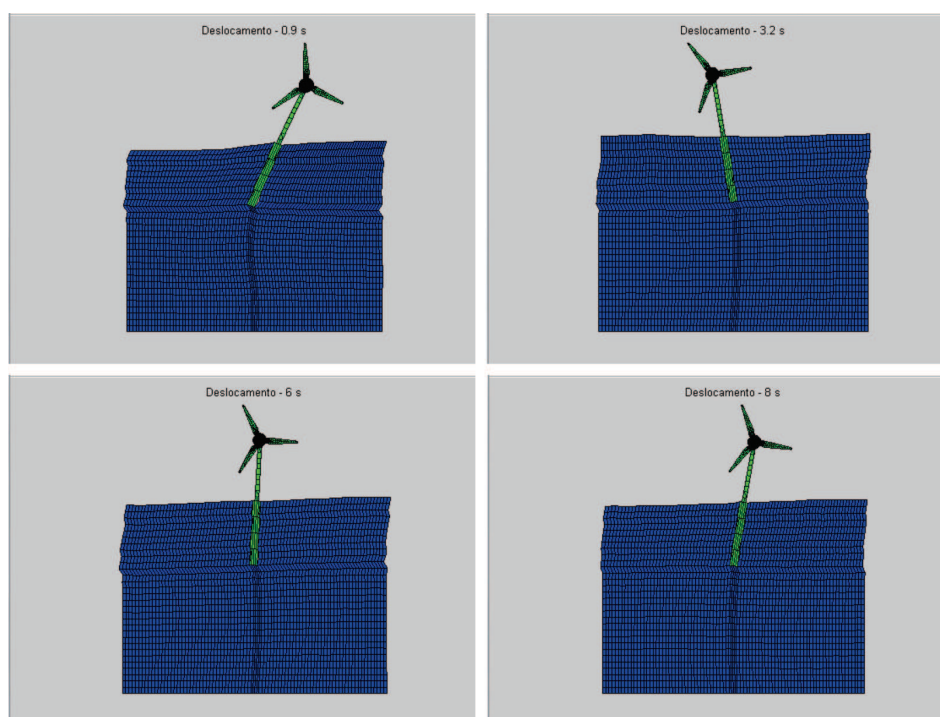 Deslocamento - 0.9 s
Deslocamento - 3.2 s
Deslocamento - 6 s
Deslocamento - 8 s